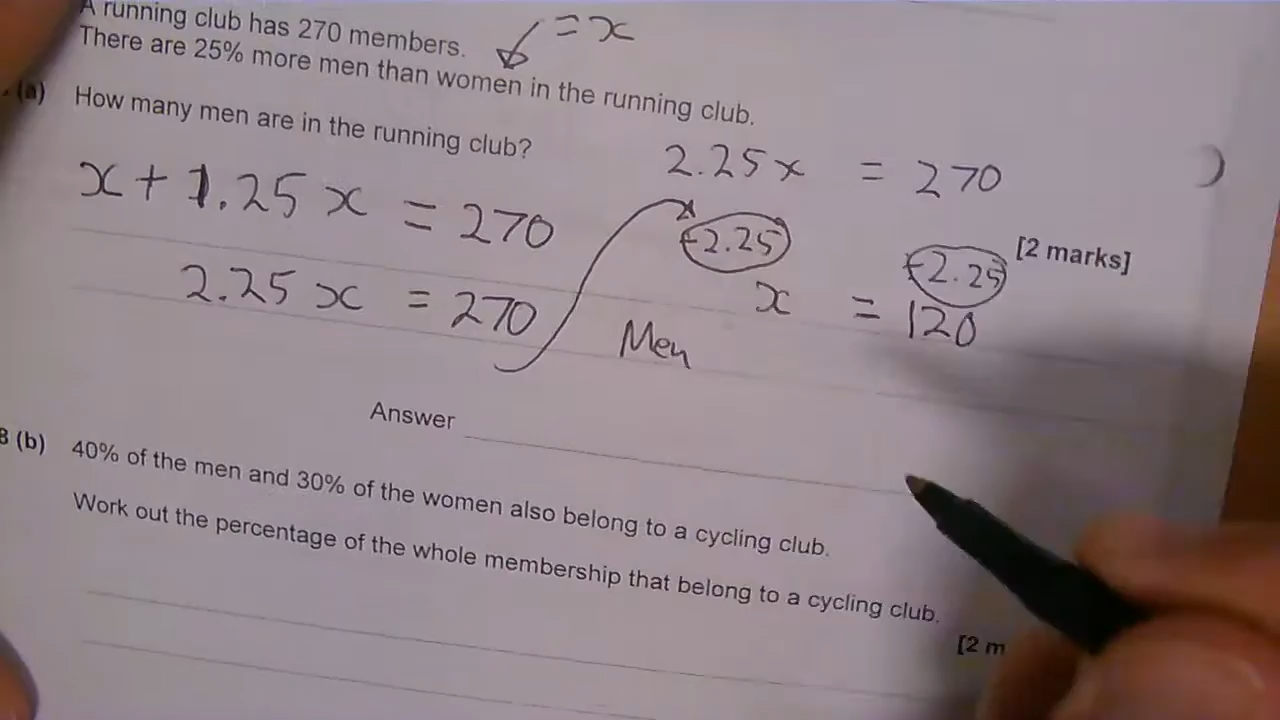 A running club has 270 members.
= x
There are 25% more men than women in the running club.
(a) How many men are in the running club?
x + 1.25 x = 270
2.25 x = 270
2.25 x = 270
÷2.25 ÷2.25
[2 marks]
x = 120
Men
Answer
8 (b) 40% of the men and 30% of the women also belong to a cycling club.
Work out the percentage of the whole membership that belong to a cycling club.
[2 m